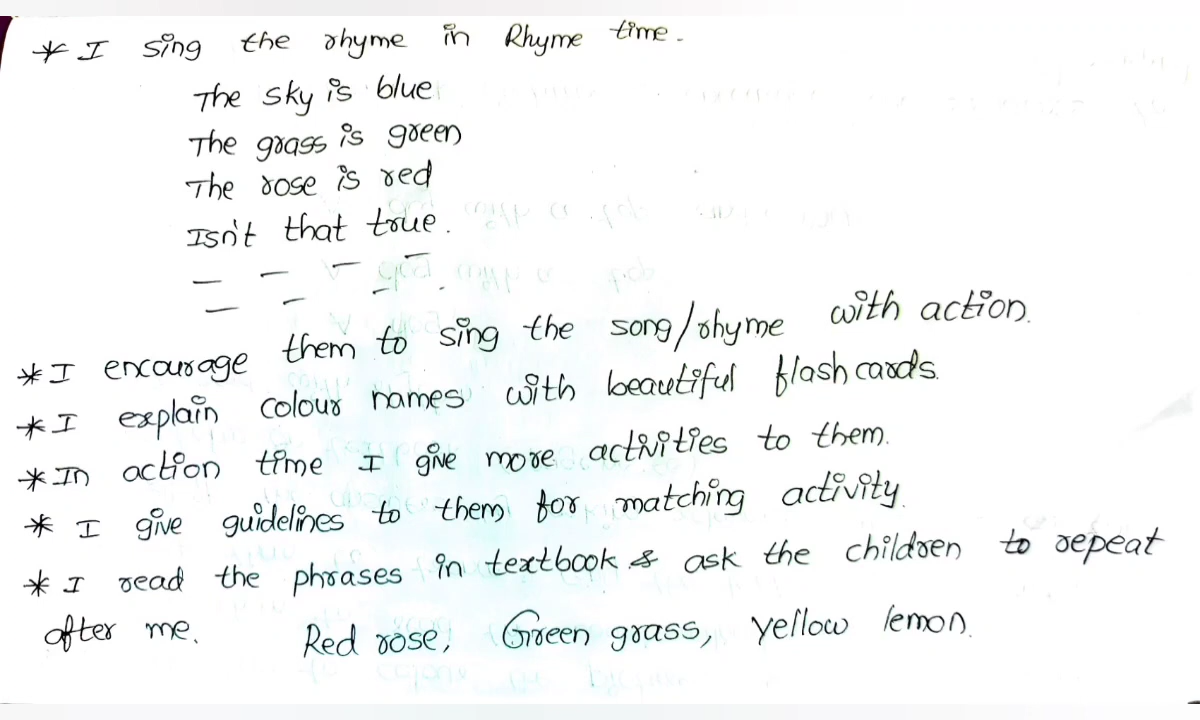 * I sing the rhyme in Rhyme time.
The sky is blue
The grass is green
The rose is red
Isn't that true.
— — — —
— — — .
* I encourage them to sing the song/rhyme with action.
* I explain colour names with beautiful flash cards.
* In action time I give more activities to them.
* I give guidelines to them for matching activity.
* I read the phrases in textbook & ask the children to repeat
after me. Red rose, Green grass, yellow lemon.